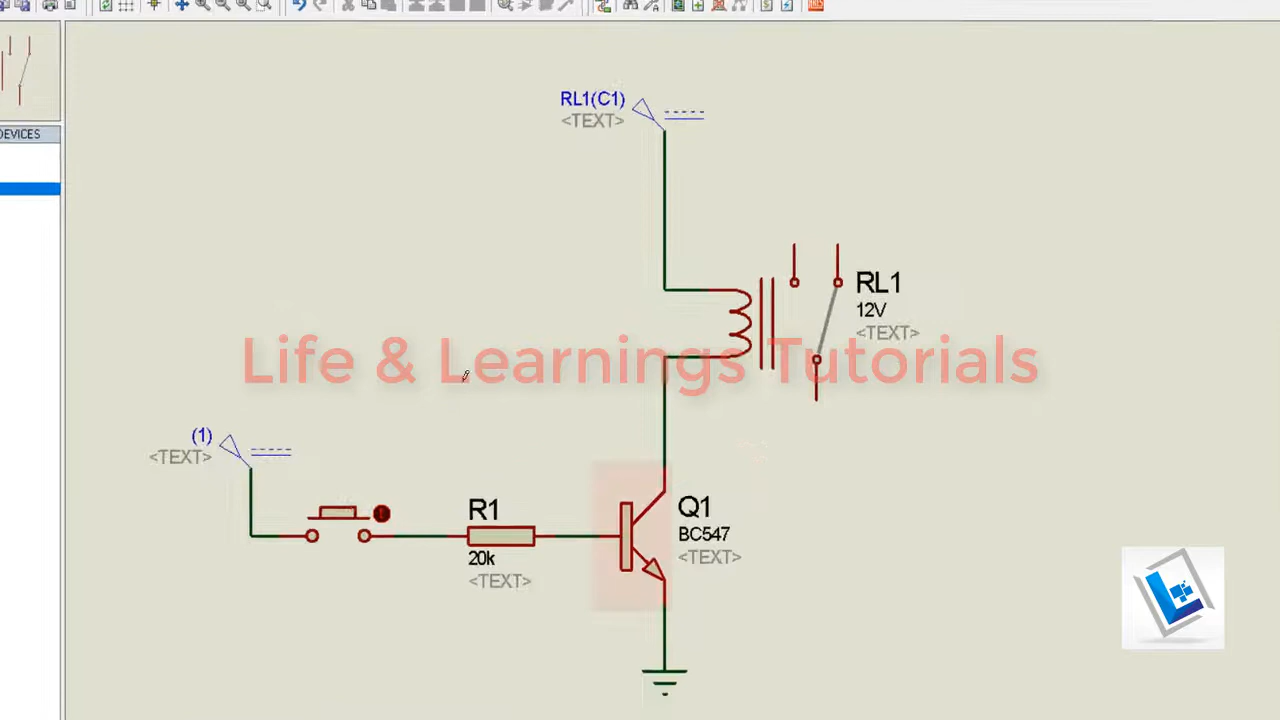 RL1(C1)
<TEXT>
DEVICES
RL1
12V
<TEXT>
Life & Learnings Tutorials
(1)
<TEXT>
R1
20k
<TEXT>
Q1
BC547
<TEXT>